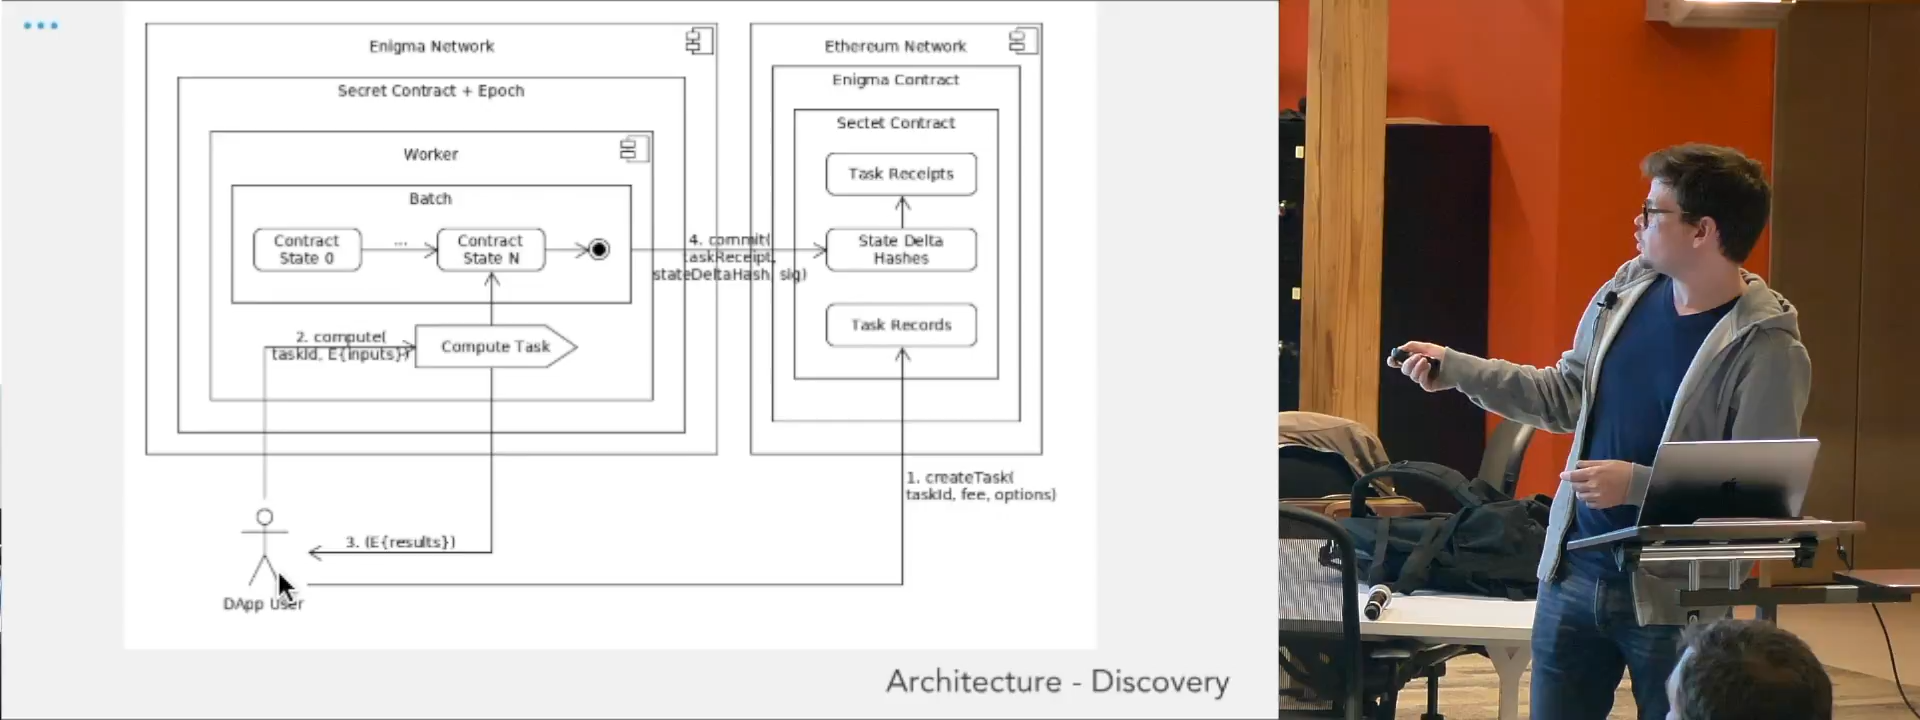 Enigma Network
Secret Contract + Epoch
Worker
Batch
Contract
State 0
...
Contract
State N
2. compute(
taskId, E{inputs})
Compute Task
3. (E{results})
DApp User
4. commit(
taskReceipt,
stateDeltaHash, sig)
Ethereum Network
Enigma Contract
Sectet Contract
Task Receipts
State Delta
Hashes
Task Records
1. createTask(
taskId, fee, options)
Architecture - Discovery